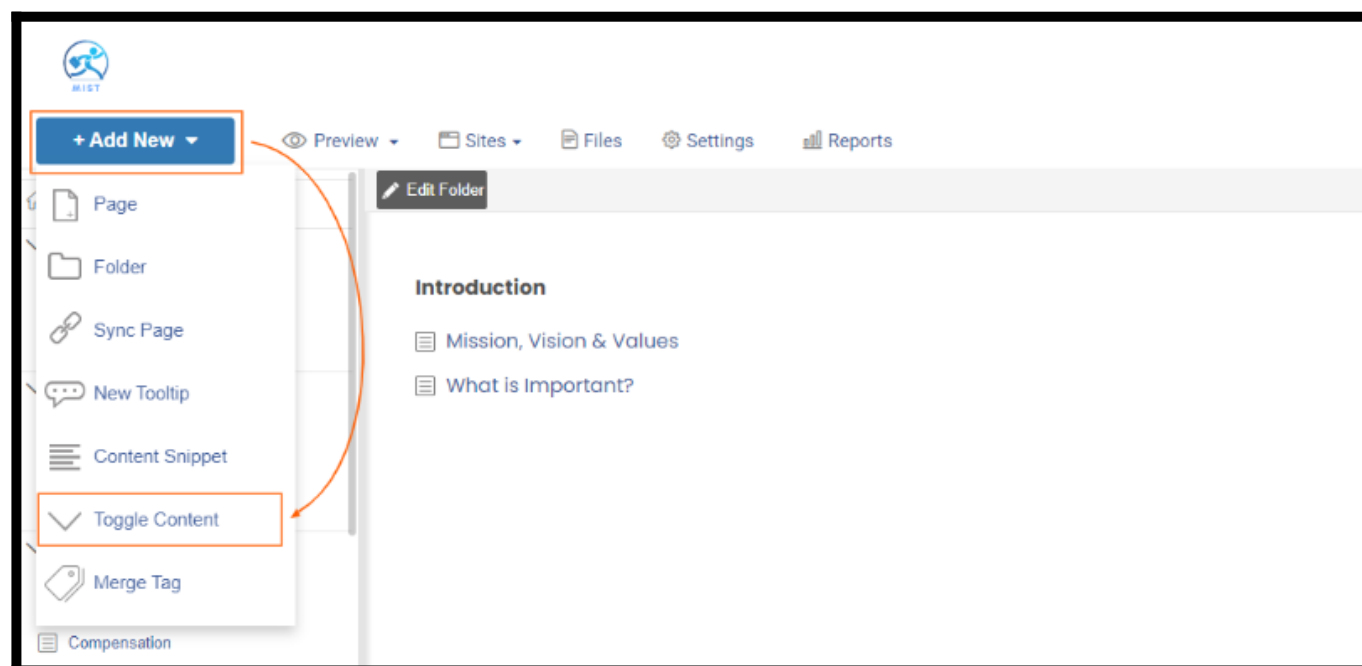 MIST
+ Add New
Preview
Sites
Files
Settings
Reports
Page
Folder
Sync Page
New Tooltip
Content Snippet
Toggle Content
Merge Tag
Compensation
Edit Folder
Introduction
Mission, Vision & Values
What is Important?